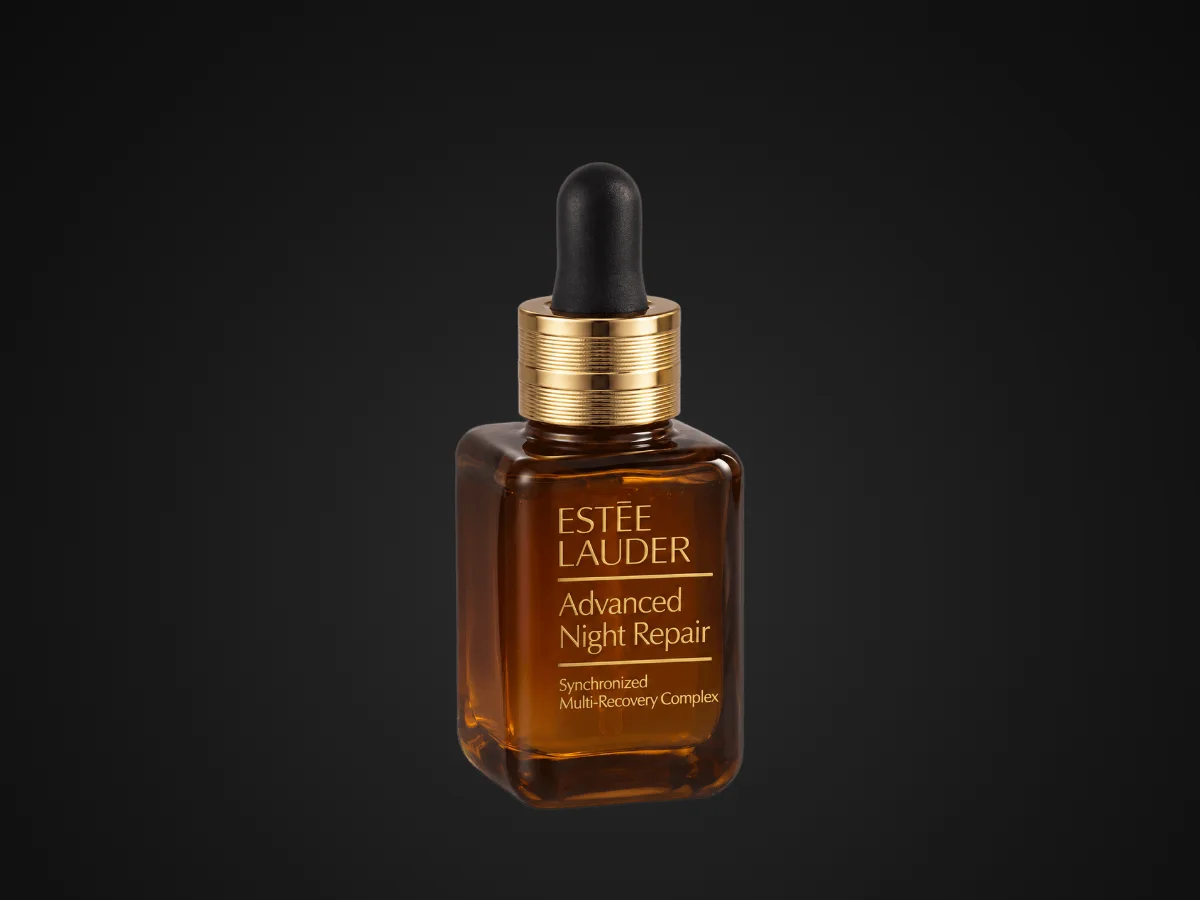 ESTĒE
LAUDER
Advanced
Night Repair
Synchronized
Multi-Recovery Complex